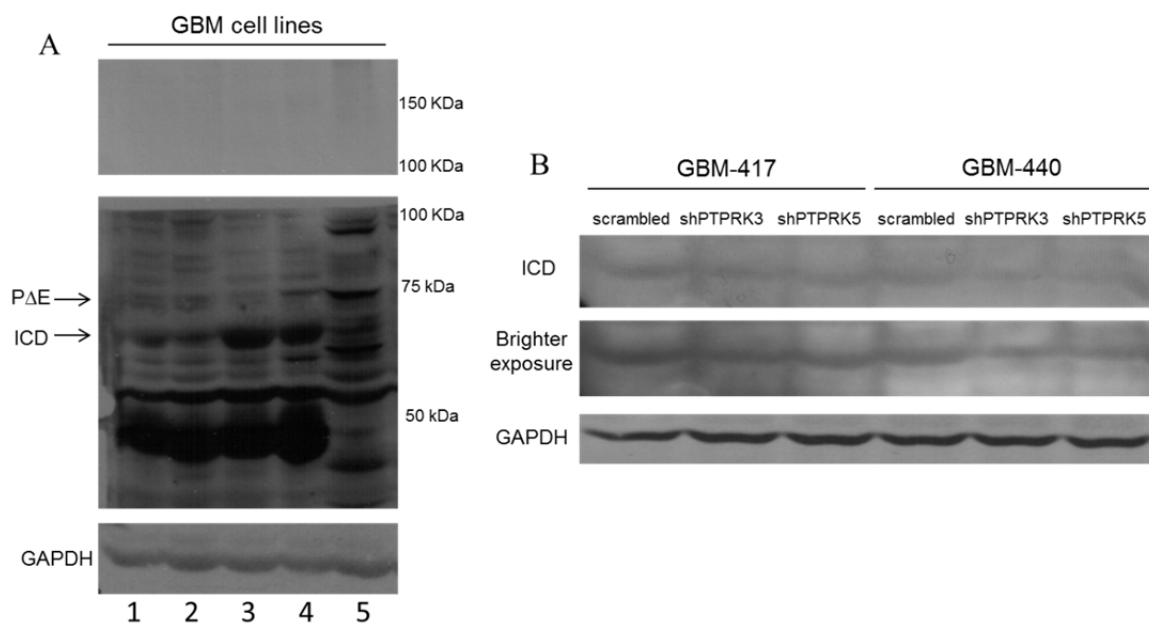 A
GBM cell lines
150 KDa
100 KDa
100 KDa
PΔE
75 kDa
ICD
50 kDa
GAPDH
1 2 3 4 5
B
GBM-417 GBM-440
scrambled shPTPRK3 shPTPRK5 scrambled shPTPRK3 shPTPRK5
ICD
Brighter
exposure
GAPDH